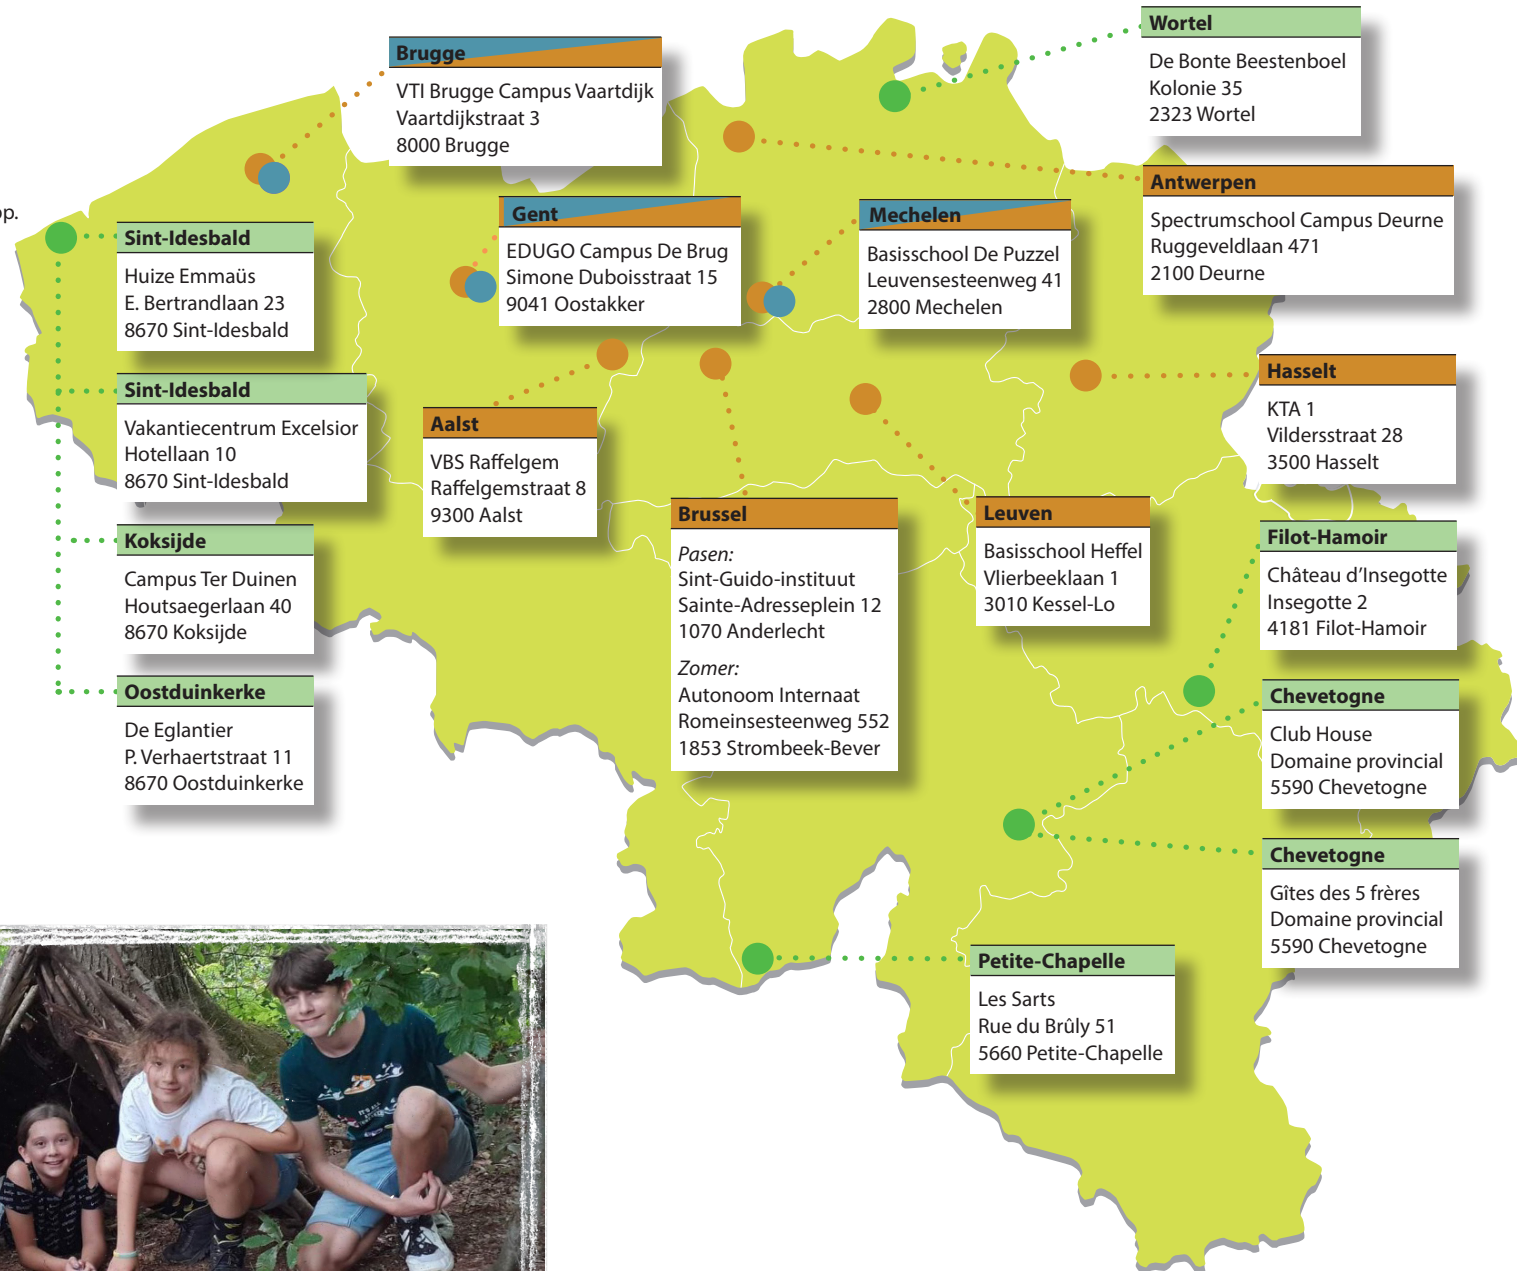 op.
Brugge
VTI Brugge Campus Vaartdijk
Vaartdijkstraat 3
8000 Brugge
Wortel
De Bonte Beestenboel
Kolonie 35
2323 Wortel
Antwerpen
Spectrumschool Campus Deurne
Ruggeveldlaan 471
2100 Deurne
Gent
EDUGO Campus De Brug
Simone Duboisstraat 15
9041 Oostakker
Mechelen
Basisschool De Puzzel
Leuvensesteenweg 41
2800 Mechelen
Sint-Idesbald
Huize Emmaüs
E. Bertrandlaan 23
8670 Sint-Idesbald
Sint-Idesbald
Vakantiecentrum Excelsior
Hotellaan 10
8670 Sint-Idesbald
Koksijde
Campus Ter Duinen
Houtsaegerlaan 40
8670 Koksijde
Oostduinkerke
De Eglantier
P. Verhaertstraat 11
8670 Oostduinkerke
Aalst
VBS Raffelgem
Raffelgemstraat 8
9300 Aalst
Brussel
Pasen:
Sint-Guido-instituut
Sainte-Adresseplein 12
1070 Anderlecht
Zomer:
Autonoom Internaat
Romeinsesteenweg 552
1853 Strombeek-Bever
Leuven
Basisschool Heffel
Vlierbeeklaan 1
3010 Kessel-Lo
Hasselt
KTA 1
Vildersstraat 28
3500 Hasselt
Filot-Hamoir
Château d’Insegotte
Insegotte 2
4181 Filot-Hamoir
Chevetogne
Club House
Domaine provincial
5590 Chevetogne
Chevetogne
Gîtes des 5 frères
Domaine provincial
5590 Chevetogne
Petite-Chapelle
Les Sarts
Rue du Brûly 51
5660 Petite-Chapelle